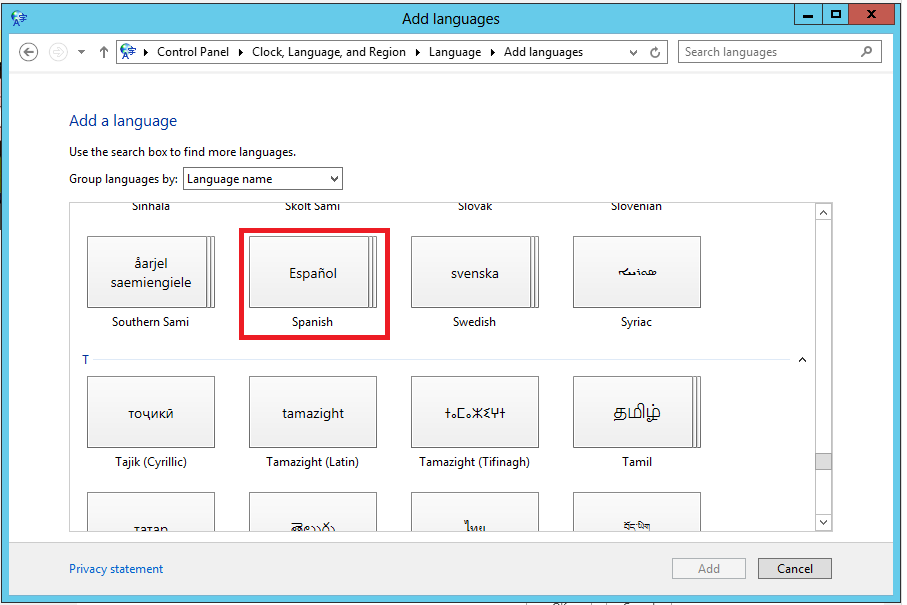 Add languages
Control Panel Clock, Language, and Region Language Add languages
Search languages
Add a language
Use the search box to find more languages.
Group languages by: Language name
Sinhala Skolt Sami Slovak Slovenian
åarjel
saemiengiele
Español
svenska
ܣܘܪܝܝܐ
Southern Sami Spanish Swedish Syriac
T
тоҷикӣ tamazight ⵜⴰⵎⴰⵣⵉⵖⵜ தமிழ்
Tajik (Cyrillic) Tamazight (Latin) Tamazight (Tifinagh) Tamil
татар తెలుగు ไทย
Privacy statement
Add Cancel